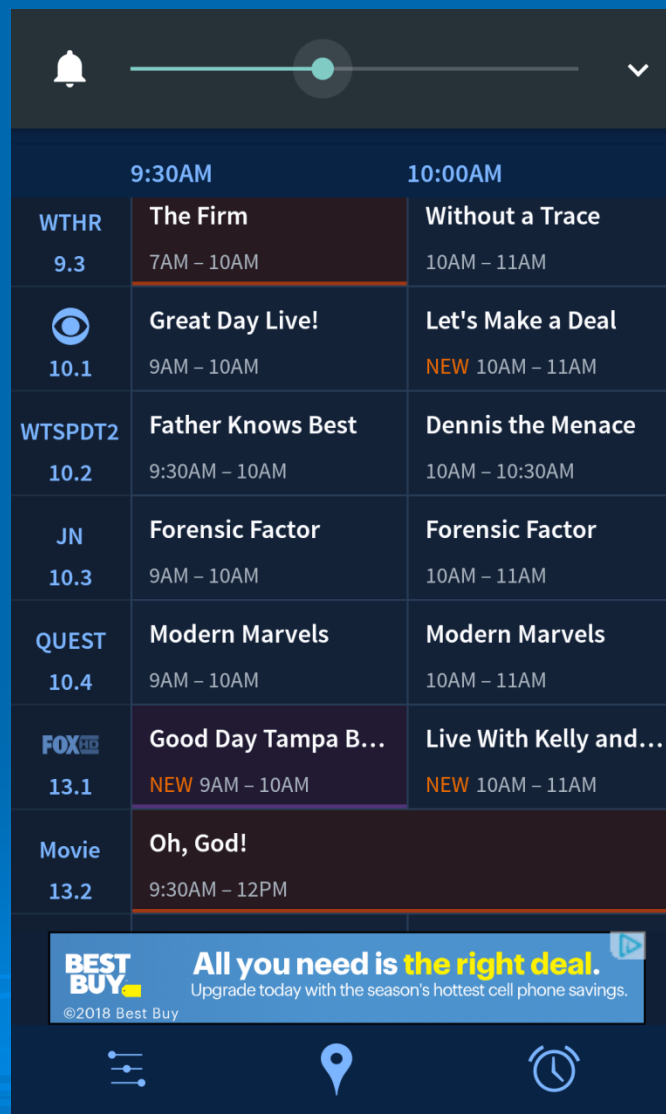 9:30AM 10:00AM
WTHR
9.3
The Firm
7AM – 10AM
Without a Trace
10AM – 11AM
10.1
Great Day Live!
9AM – 10AM
Let's Make a Deal
NEW 10AM – 11AM
WTSPDT2
10.2
Father Knows Best
9:30AM – 10AM
Dennis the Menace
10AM – 10:30AM
JN
10.3
Forensic Factor
9AM – 10AM
Forensic Factor
10AM – 11AM
QUEST
10.4
Modern Marvels
9AM – 10AM
Modern Marvels
10AM – 11AM
FOX HD
13.1
Good Day Tampa B...
NEW 9AM – 10AM
Live With Kelly and...
NEW 10AM – 11AM
Movie
13.2
Oh, God!
9:30AM – 12PM
BEST
BUY
©2018 Best Buy
All you need is the right deal.
Upgrade today with the season's hottest cell phone savings.